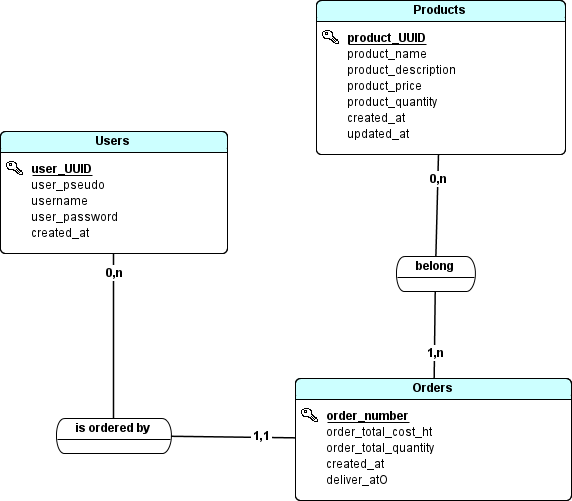 Products
product_UUID
product_name
product_description
product_price
product_quantity
created_at
updated_at
Users
user_UUID
user_pseudo
username
user_password
created_at
0,n
0,n
belong
1,n
Orders
order_number
order_total_cost_ht
order_total_quantity
created_at
deliver_atO
is ordered by
1,1